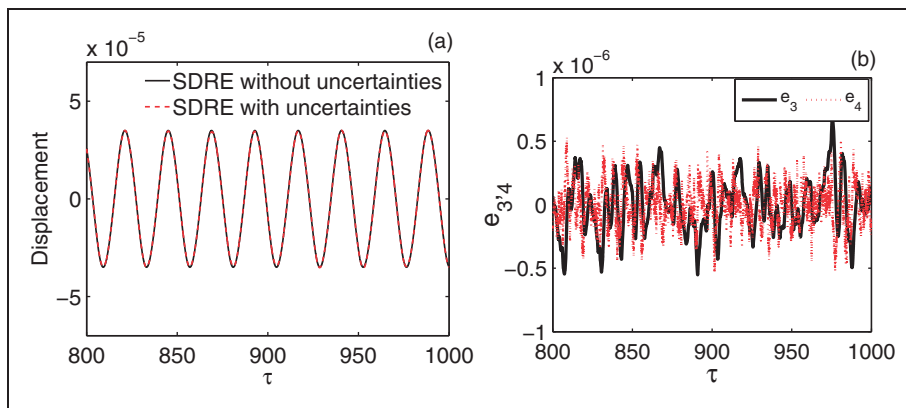 x 10⁻⁵
(a)
SDRE without uncertainties
SDRE with uncertainties
5
0
−5
Displacement
800
850
900
950
1000
τ
x 10⁻⁶
(b)
e₃
e₄
1
0.5
0
−0.5
−1
e₃,₄
800
850
900
950
1000
τ